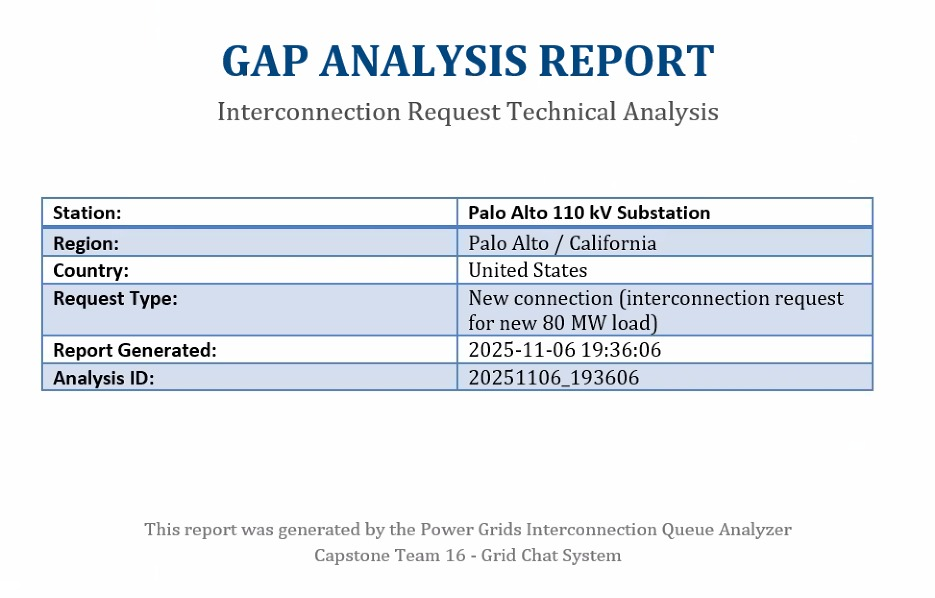 GAP ANALYSIS REPORT
Interconnection Request Technical Analysis
Station: Palo Alto 110 kV Substation
Region: Palo Alto / California
Country: United States
Request Type: New connection (interconnection request
for new 80 MW load)
Report Generated: 2025-11-06 19:36:06
Analysis ID: 20251106_193606
This report was generated by the Power Grids Interconnection Queue Analyzer
Capstone Team 16 - Grid Chat System